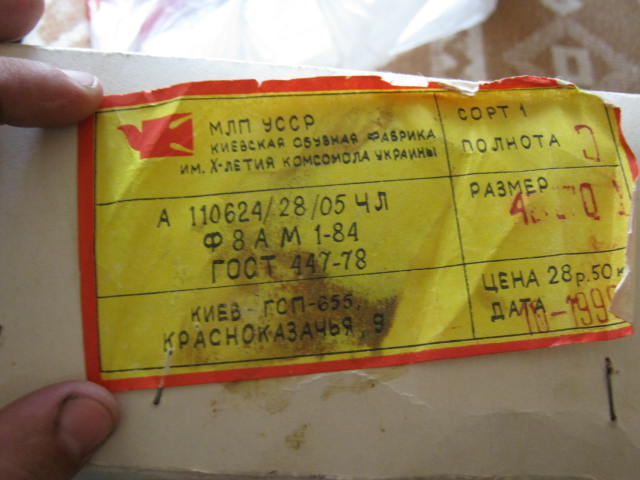 МЛП УССР
КИЕВСКАЯ ОБУВНАЯ ФАБРИКА
ИМ. X-ЛЕТИЯ КОМСОМОЛА УКРАИНЫ
СОРТ 1
ПОЛНОТА
А 110624/28/05 ЧЛ
Ф 8 А М 1-84
ГОСТ 447-78
РАЗМЕР
КИЕВ-ГСП-655
КРАСНОКАЗАЧЬЯ, 9
ЦЕНА 28 р. 50 к
ДАТА